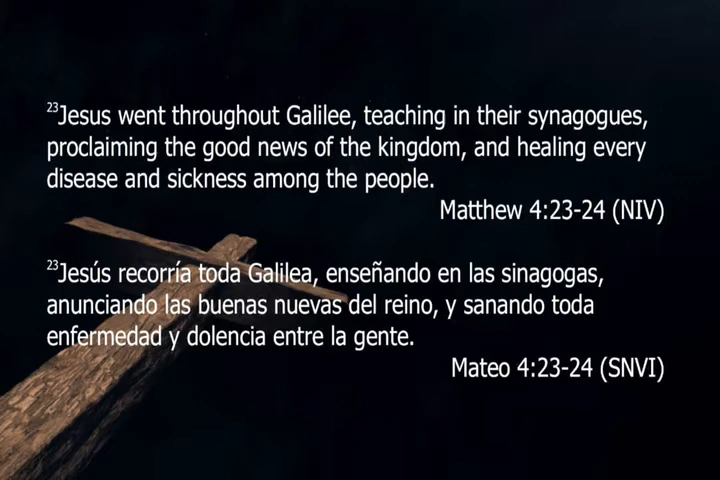 ²³Jesus went throughout Galilee, teaching in their synagogues,
proclaiming the good news of the kingdom, and healing every
disease and sickness among the people.
Matthew 4:23-24 (NIV)
²³Jesús recorría toda Galilea, enseñando en las sinagogas,
anunciando las buenas nuevas del reino, y sanando toda
enfermedad y dolencia entre la gente.
Mateo 4:23-24 (SNVI)